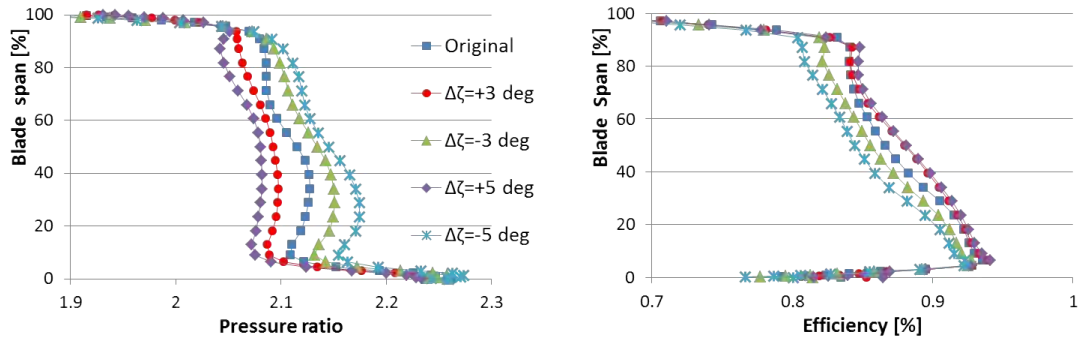 100
80
60
40
20
0
Blade span [%]
1.9
2
2.1
2.2
2.3
Pressure ratio
Original
Δζ=+3 deg
Δζ=-3 deg
Δζ=+5 deg
Δζ=-5 deg
100
80
60
40
20
0
Blade Span [%]
0.7
0.8
0.9
1
Efficiency [%]